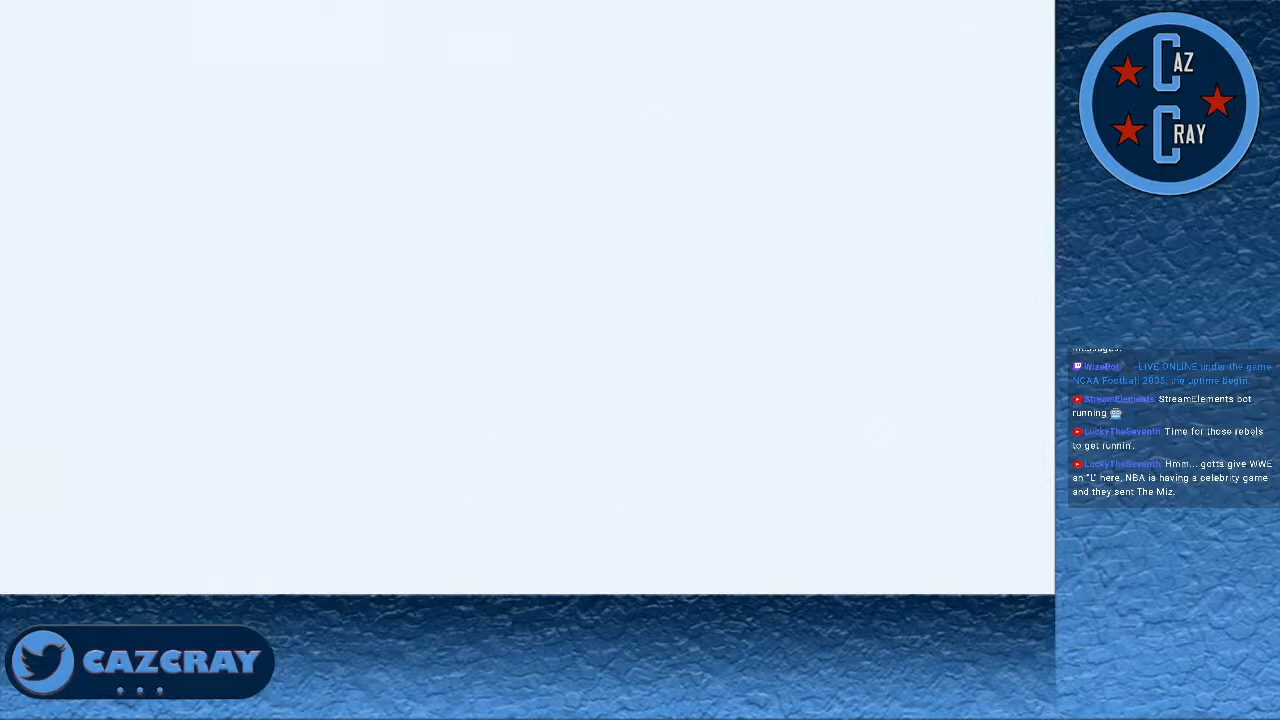 CAZ
CRAY
messages.
WizeBot LIVE ONLINE under the game
NCAA Football 2005, the uptime begin.
StreamElements: StreamElements bot
running
LuckyTheSeventh: Time for those rebels
to get runnin'.
LuckyTheSeventh: Hmm... gotta give WWE
an "L" here, NBA is having a celebrity game
and they sent The Miz.
CAZCRAY